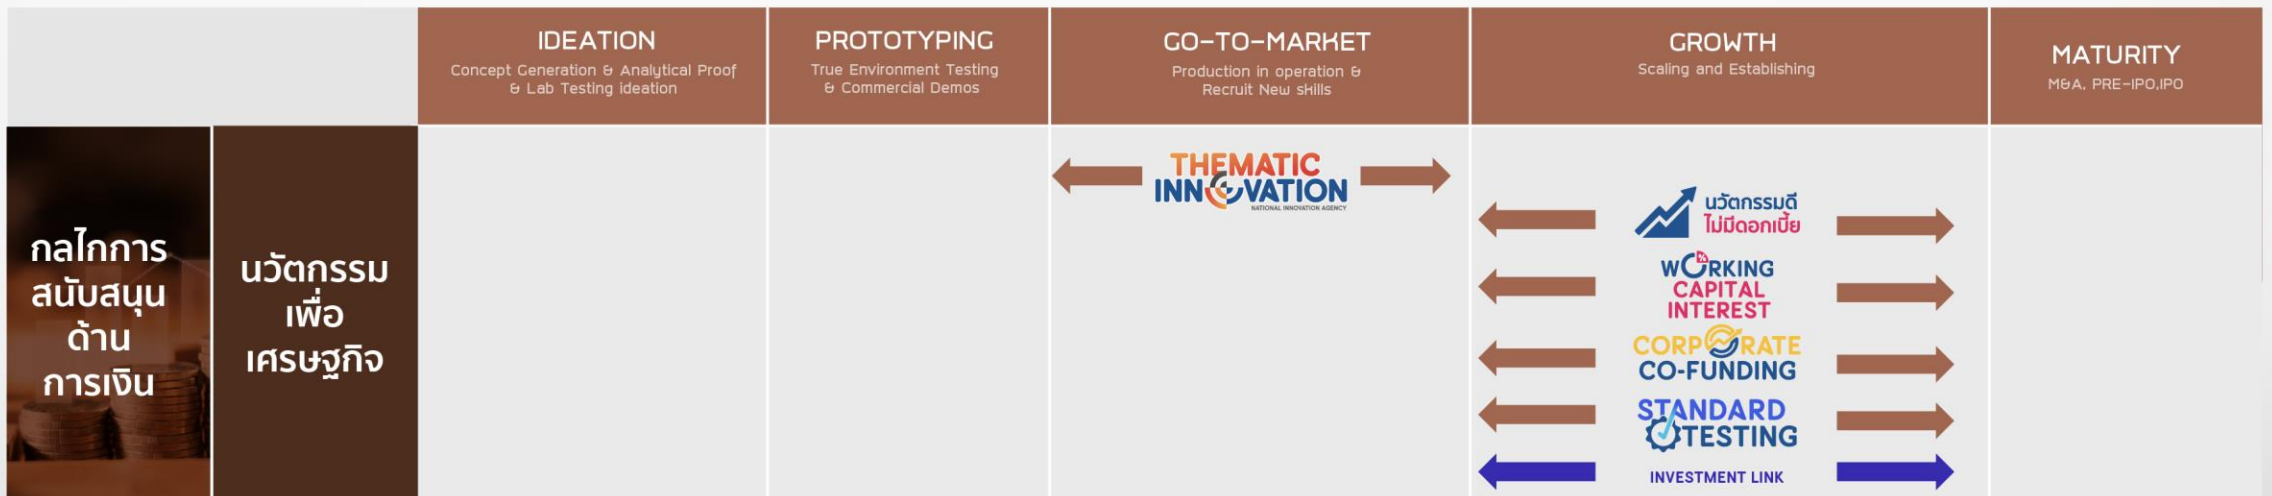 IDEATION
Concept Generation & Analytical Proof
& Lab Testing ideation
PROTOTYPING
True Environment Testing
& Commercial Demos
GO-TO-MARKET
Production in operation &
Recruit New skills
GROWTH
Scaling and Establishing
MATURITY
M&A, PRE-IPO,IPO
กลไกการ
สนับสนุน
ด้าน
การเงิน
นวัตกรรม
เพื่อ
เศรษฐกิจ
THEMATIC
INNOVATION
NATIONAL INNOVATION AGENCY
นวัตกรรมดี
ไม่มีดอกเบี้ย
WORKING
CAPITAL
INTEREST
CORPORATE
CO-FUNDING
STANDARD
TESTING
INVESTMENT LINK